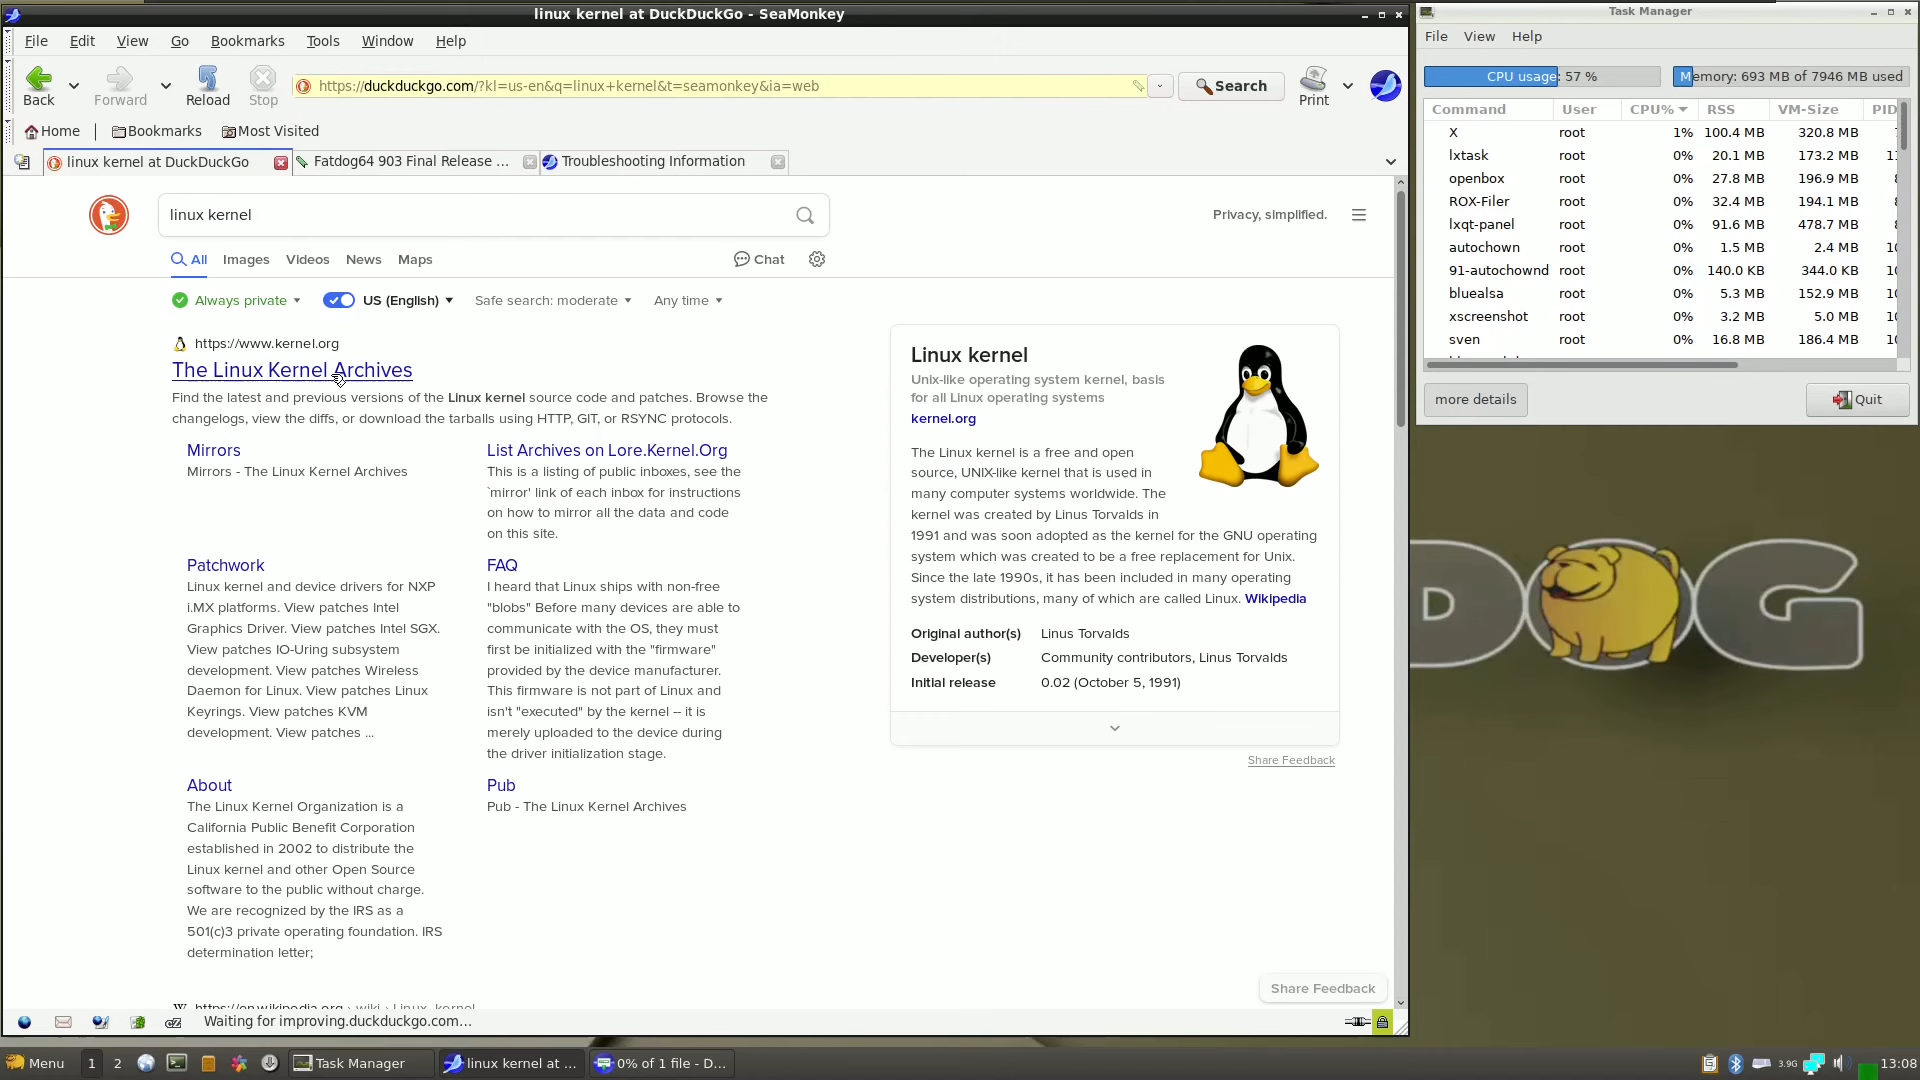 linux kernel at DuckDuckGo - SeaMonkey
File Edit View Go Bookmarks Tools Window Help
Back Forward Reload Stop https://duckduckgo.com/?kl=us-en&q=linux+kernel&t=seamonkey&ia=web Search Print
Home Bookmarks Most Visited
linux kernel at DuckDuckGo Fatdog64 903 Final Release ... Troubleshooting Information
linux kernel
Privacy, simplified.
All Images Videos News Maps Chat
Always private US (English) Safe search: moderate Any time
https://www.kernel.org
The Linux Kernel Archives
Find the latest and previous versions of the Linux kernel source code and patches. Browse the
changelogs, view the diffs, or download the tarballs using HTTP, GIT, or RSYNC protocols.
Mirrors
Mirrors - The Linux Kernel Archives
List Archives on Lore.Kernel.Org
This is a listing of public inboxes, see the
`mirror' link of each inbox for instructions
on how to mirror all the data and code
on this site.
Patchwork
Linux kernel and device drivers for NXP
i.MX platforms. View patches Intel
Graphics Driver. View patches Intel SGX.
View patches IO-Uring subsystem
development. View patches Wireless
Daemon for Linux. View patches Linux
Keyrings. View patches KVM
development. View patches ...
FAQ
I heard that Linux ships with non-free
"blobs" Before many devices are able to
communicate with the OS, they must
first be initialized with the "firmware"
provided by the device manufacturer.
This firmware is not part of Linux and
isn't "executed" by the kernel -- it is
merely uploaded to the device during
the driver initialization stage.
About
The Linux Kernel Organization is a
California Public Benefit Corporation
established in 2002 to distribute the
Linux kernel and other Open Source
software to the public without charge.
We are recognized by the IRS as a
501(c)3 private operating foundation. IRS
determination letter;
Pub
Pub - The Linux Kernel Archives
https://en.wikipedia.org › wiki › Linux_kernel
Linux kernel
Unix-like operating system kernel, basis
for all Linux operating systems
kernel.org
The Linux kernel is a free and open
source, UNIX-like kernel that is used in
many computer systems worldwide. The
kernel was created by Linus Torvalds in
1991 and was soon adopted as the kernel for the GNU operating
system which was created to be a free replacement for Unix.
Since the late 1990s, it has been included in many operating
system distributions, many of which are called Linux. Wikipedia
Original author(s) Linus Torvalds
Developer(s) Community contributors, Linus Torvalds
Initial release 0.02 (October 5, 1991)
Share Feedback
Share Feedback
Waiting for improving.duckduckgo.com...
Task Manager
File View Help
CPU usage: 57 % Memory: 693 MB of 7946 MB used
Command User CPU% RSS VM-Size PID
X root 1% 100.4 MB 320.8 MB
lxtask root 0% 20.1 MB 173.2 MB
openbox root 0% 27.8 MB 196.9 MB
ROX-Filer root 0% 32.4 MB 194.1 MB
lxqt-panel root 0% 91.6 MB 478.7 MB
autochown root 0% 1.5 MB 2.4 MB
91-autochownd root 0% 140.0 KB 344.0 KB
bluealsa root 0% 5.3 MB 152.9 MB
xscreenshot root 0% 3.2 MB 5.0 MB
sven root 0% 16.8 MB 186.4 MB
more details Quit
D G
Menu 1 2 Task Manager linux kernel at ... 0% of 1 file - D... 3.9G 13:08